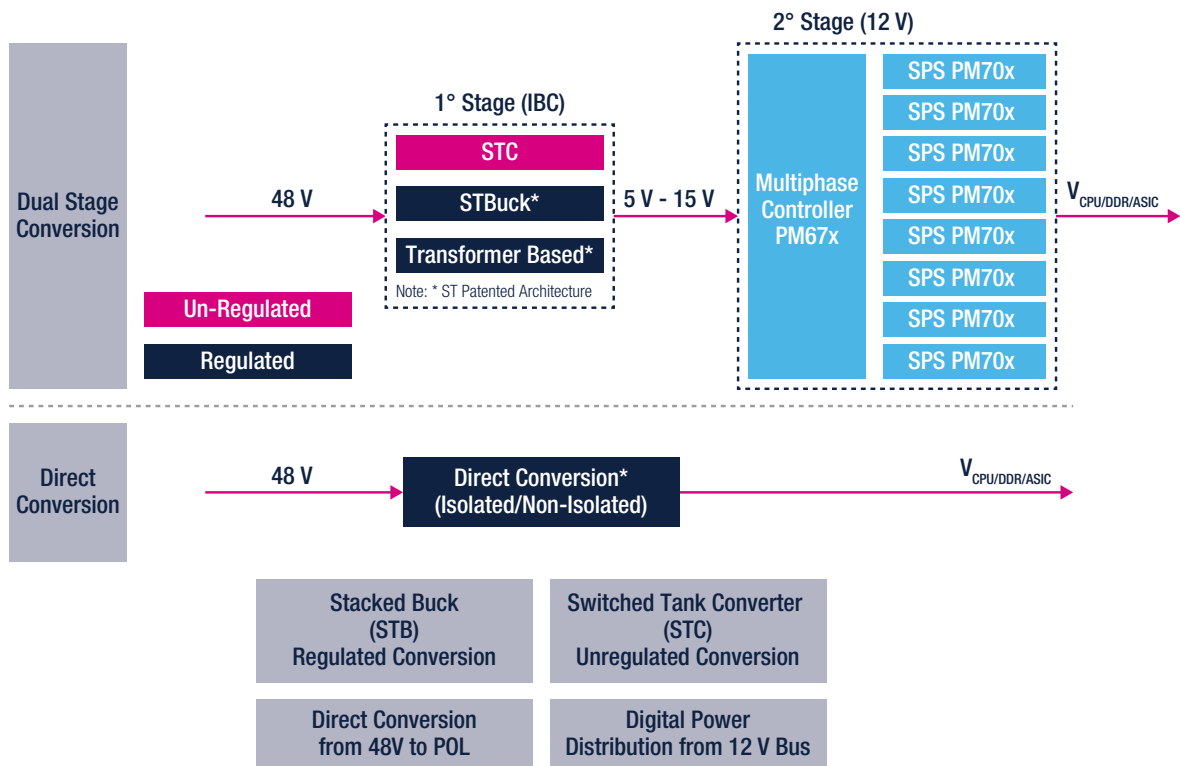 2° Stage (12 V)
1° Stage (IBC)
Dual Stage
Conversion
48 V
STC
STBuck*
Transformer Based*
Note: * ST Patented Architecture
5 V - 15 V
Multiphase
Controller
PM67x
SPS PM70x
SPS PM70x
SPS PM70x
SPS PM70x
SPS PM70x
SPS PM70x
SPS PM70x
SPS PM70x
VCPU/DDR/ASIC
Un-Regulated
Regulated
Direct
Conversion
48 V
Direct Conversion*
(Isolated/Non-Isolated)
VCPU/DDR/ASIC
Stacked Buck
(STB)
Regulated Conversion
Switched Tank Converter
(STC)
Unregulated Conversion
Direct Conversion
from 48V to POL
Digital Power
Distribution from 12 V Bus